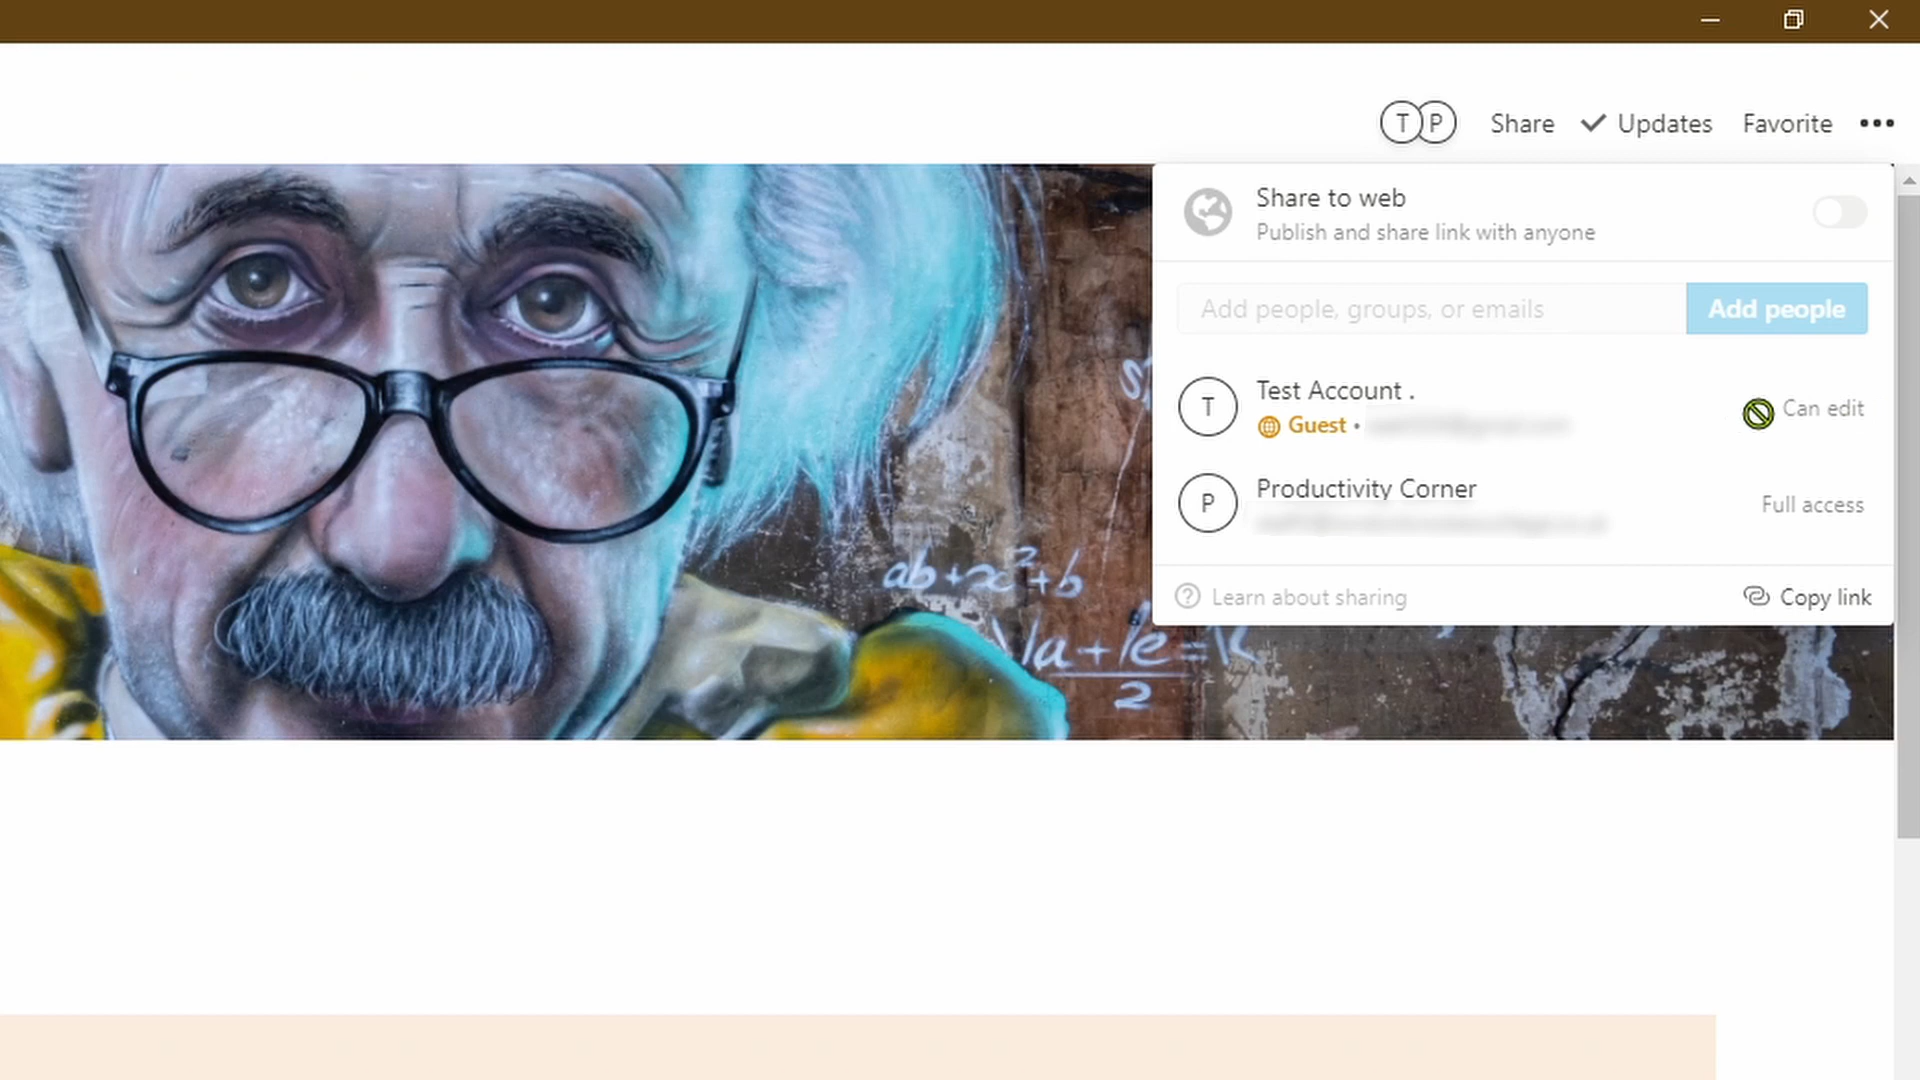 T P Share Updates Favorite
Share to web
Publish and share link with anyone
Add people, groups, or emails Add people
T Test Account . Can edit
Guest •
P Productivity Corner Full access
ab+x²+b
a+k=K
2
Learn about sharing Copy link